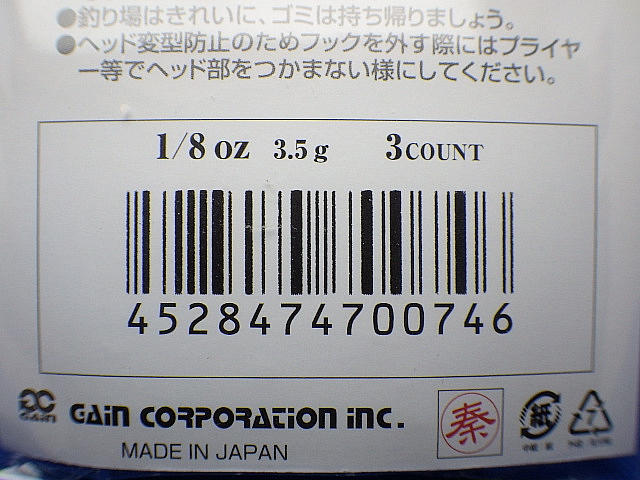 ●釣り場はきれいに、ゴミは持ち帰りましょう。
●ヘッド変型防止のためフックを外す際にはプライヤ
ー等でヘッド部をつかまない様にしてください。
1/8 oz 3.5 g 3 COUNT
4528474700746
GAIN
GAIN CORPORATION INC.
MADE IN JAPAN
秦
紙
7